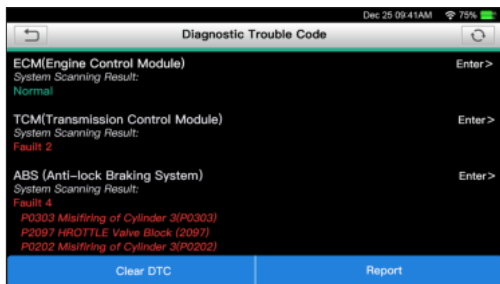 Dec 25 09:41AM 75%
Diagnostic Trouble Code
ECM(Engine Control Module) Enter>
System Scanning Result:
Normal
TCM(Transmission Control Module) Enter>
System Scanning Result:
Fauilt 2
ABS (Anti-lock Braking System) Enter>
System Scanning Result:
Fauilt 4
P0303 Misifiring of Cylinder 3(P0303)
P2097 HROTTLE Valve Block (2097)
P0202 Misifiring of Cylinder 3(P0202)
Clear DTC Report